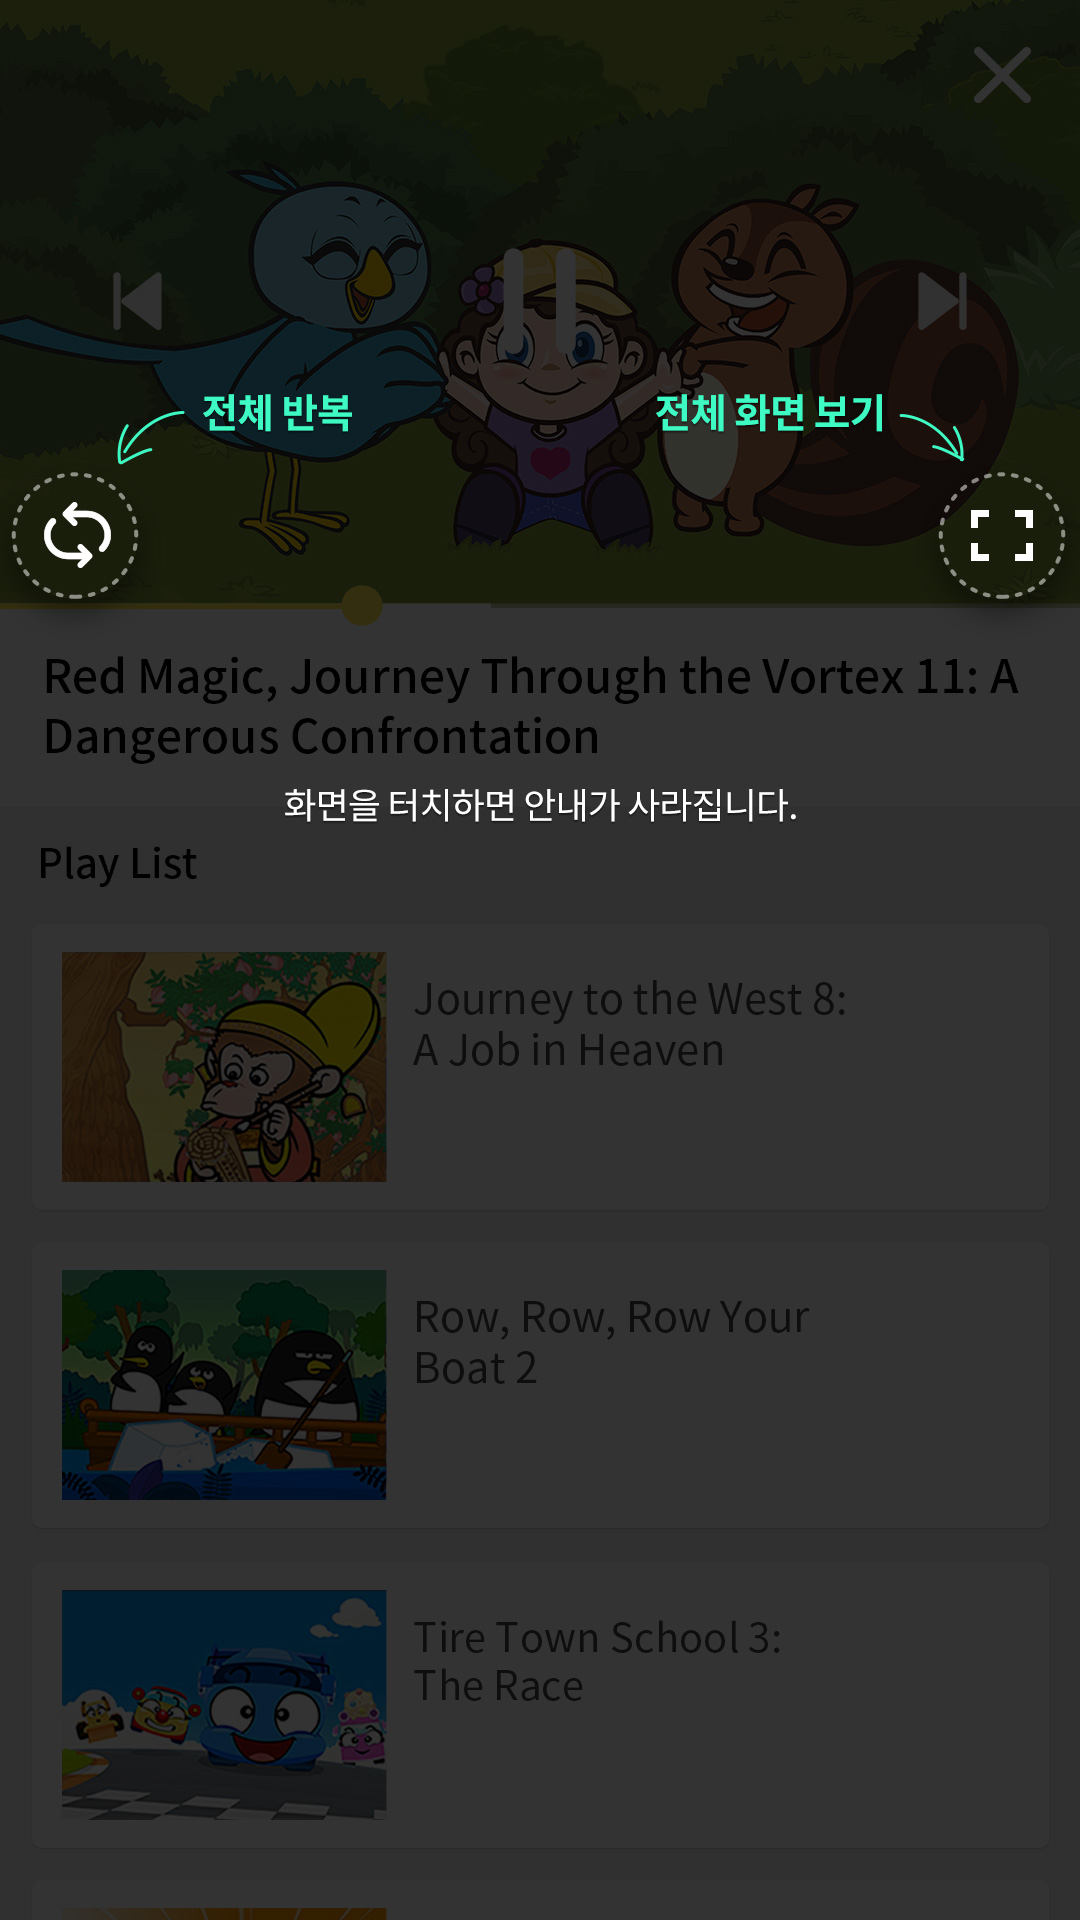 전체 반복
전체 화면 보기
Red Magic, Journey Through the Vortex 11: A
Dangerous Confrontation
화면을 터치하면 안내가 사라집니다.
Play List
Journey to the West 8:
A Job in Heaven
Row, Row, Row Your
Boat 2
Tire Town School 3:
The Race